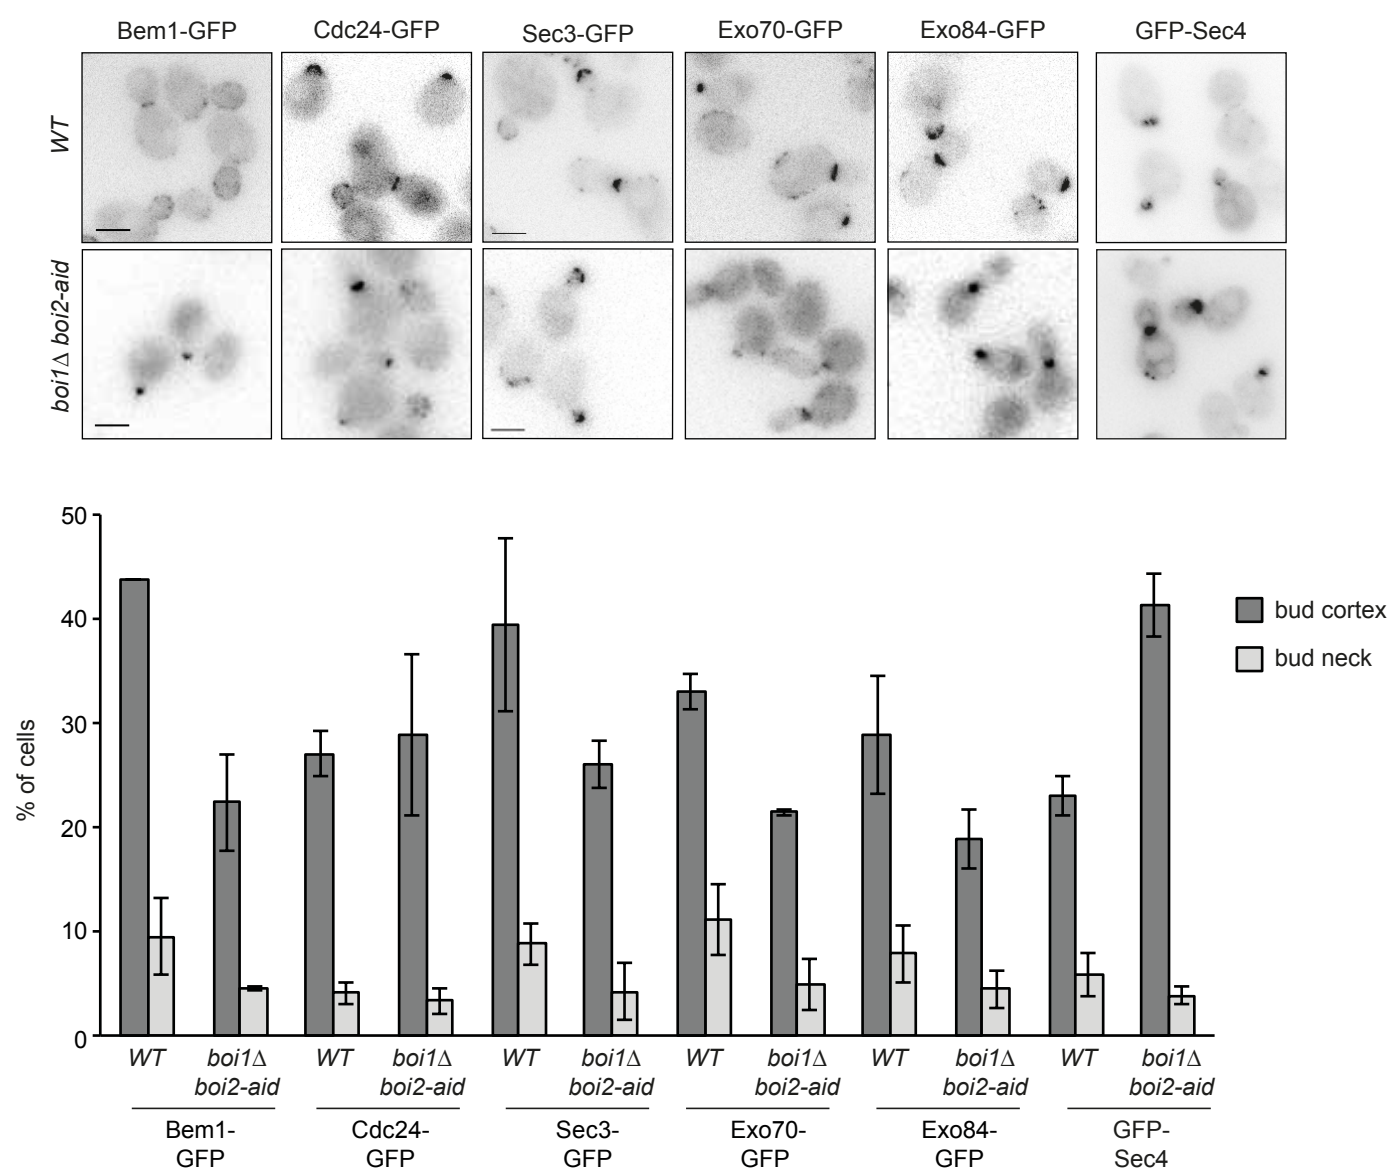 Bem1-GFP Cdc24-GFP Sec3-GFP Exo70-GFP Exo84-GFP GFP-Sec4
WT
boi1Δ boi2-aid
50
40
30
20
10
0
% of cells
bud cortex
bud neck
WT boi1Δ WT boi1Δ WT boi1Δ WT boi1Δ WT boi1Δ WT boi1Δ
boi2-aid boi2-aid boi2-aid boi2-aid boi2-aid boi2-aid
Bem1- Cdc24- Sec3- Exo70- Exo84- GFP-
GFP GFP GFP GFP GFP Sec4